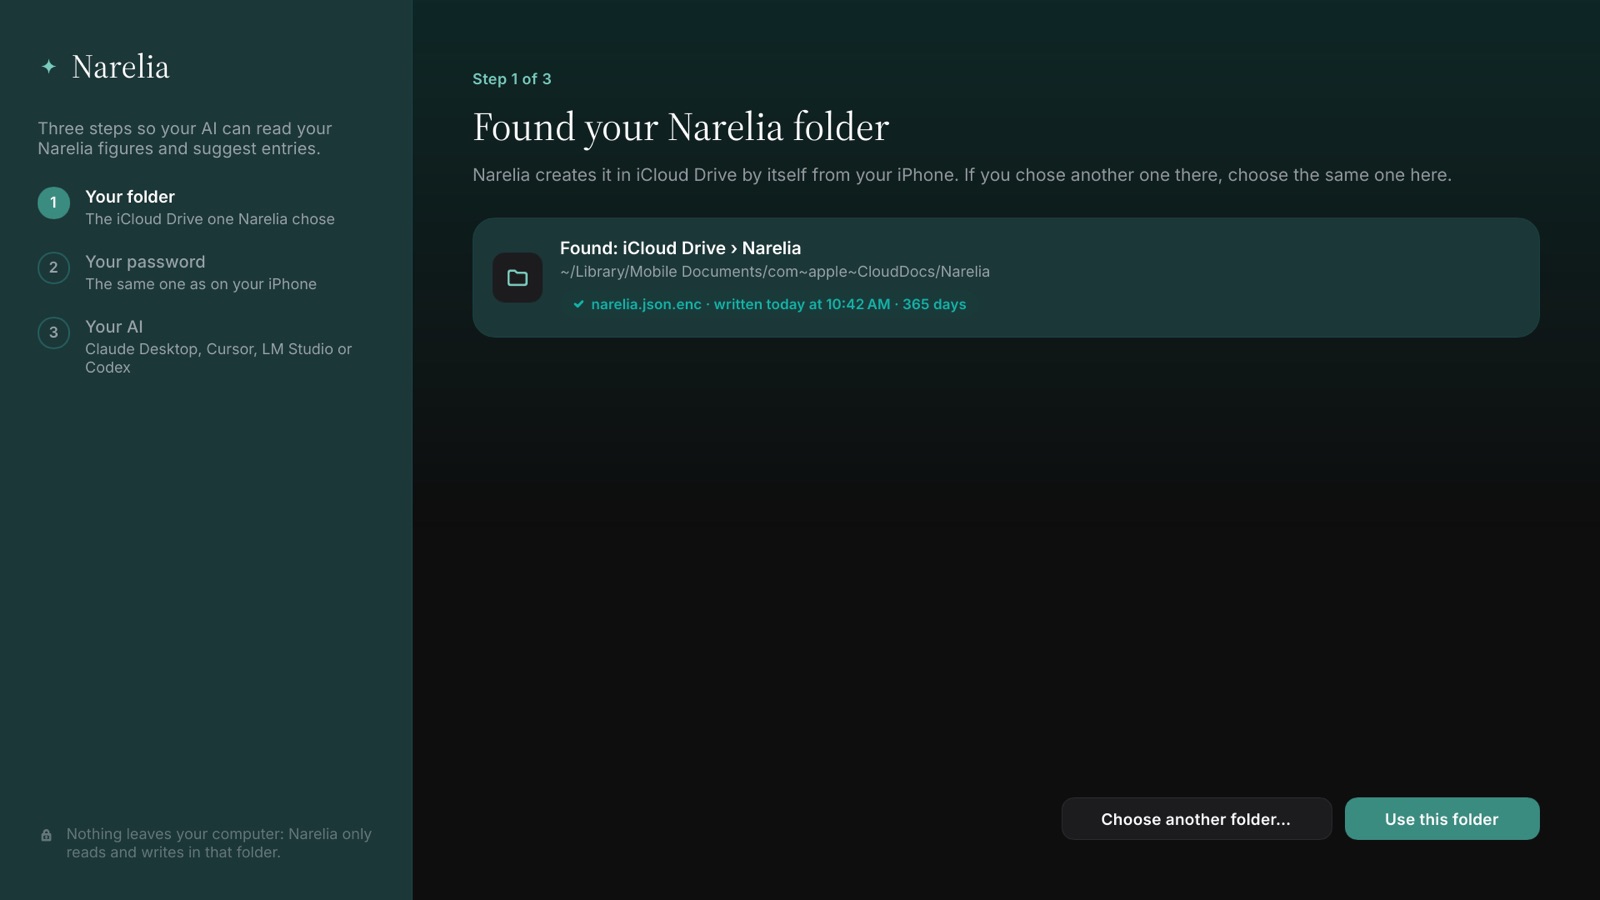 Narelia
Three steps so your AI can read your
Narelia figures and suggest entries.
1
Your folder
The iCloud Drive one Narelia chose
2
Your password
The same one as on your iPhone
3
Your AI
Claude Desktop, Cursor, LM Studio or
Codex
Nothing leaves your computer: Narelia only
reads and writes in that folder.
Step 1 of 3
Found your Narelia folder
Narelia creates it in iCloud Drive by itself from your iPhone. If you chose another one there, choose the same one here.
Found: iCloud Drive › Narelia
~/Library/Mobile Documents/com~apple~CloudDocs/Narelia
✓ narelia.json.enc · written today at 10:42 AM · 365 days
Choose another folder…
Use this folder